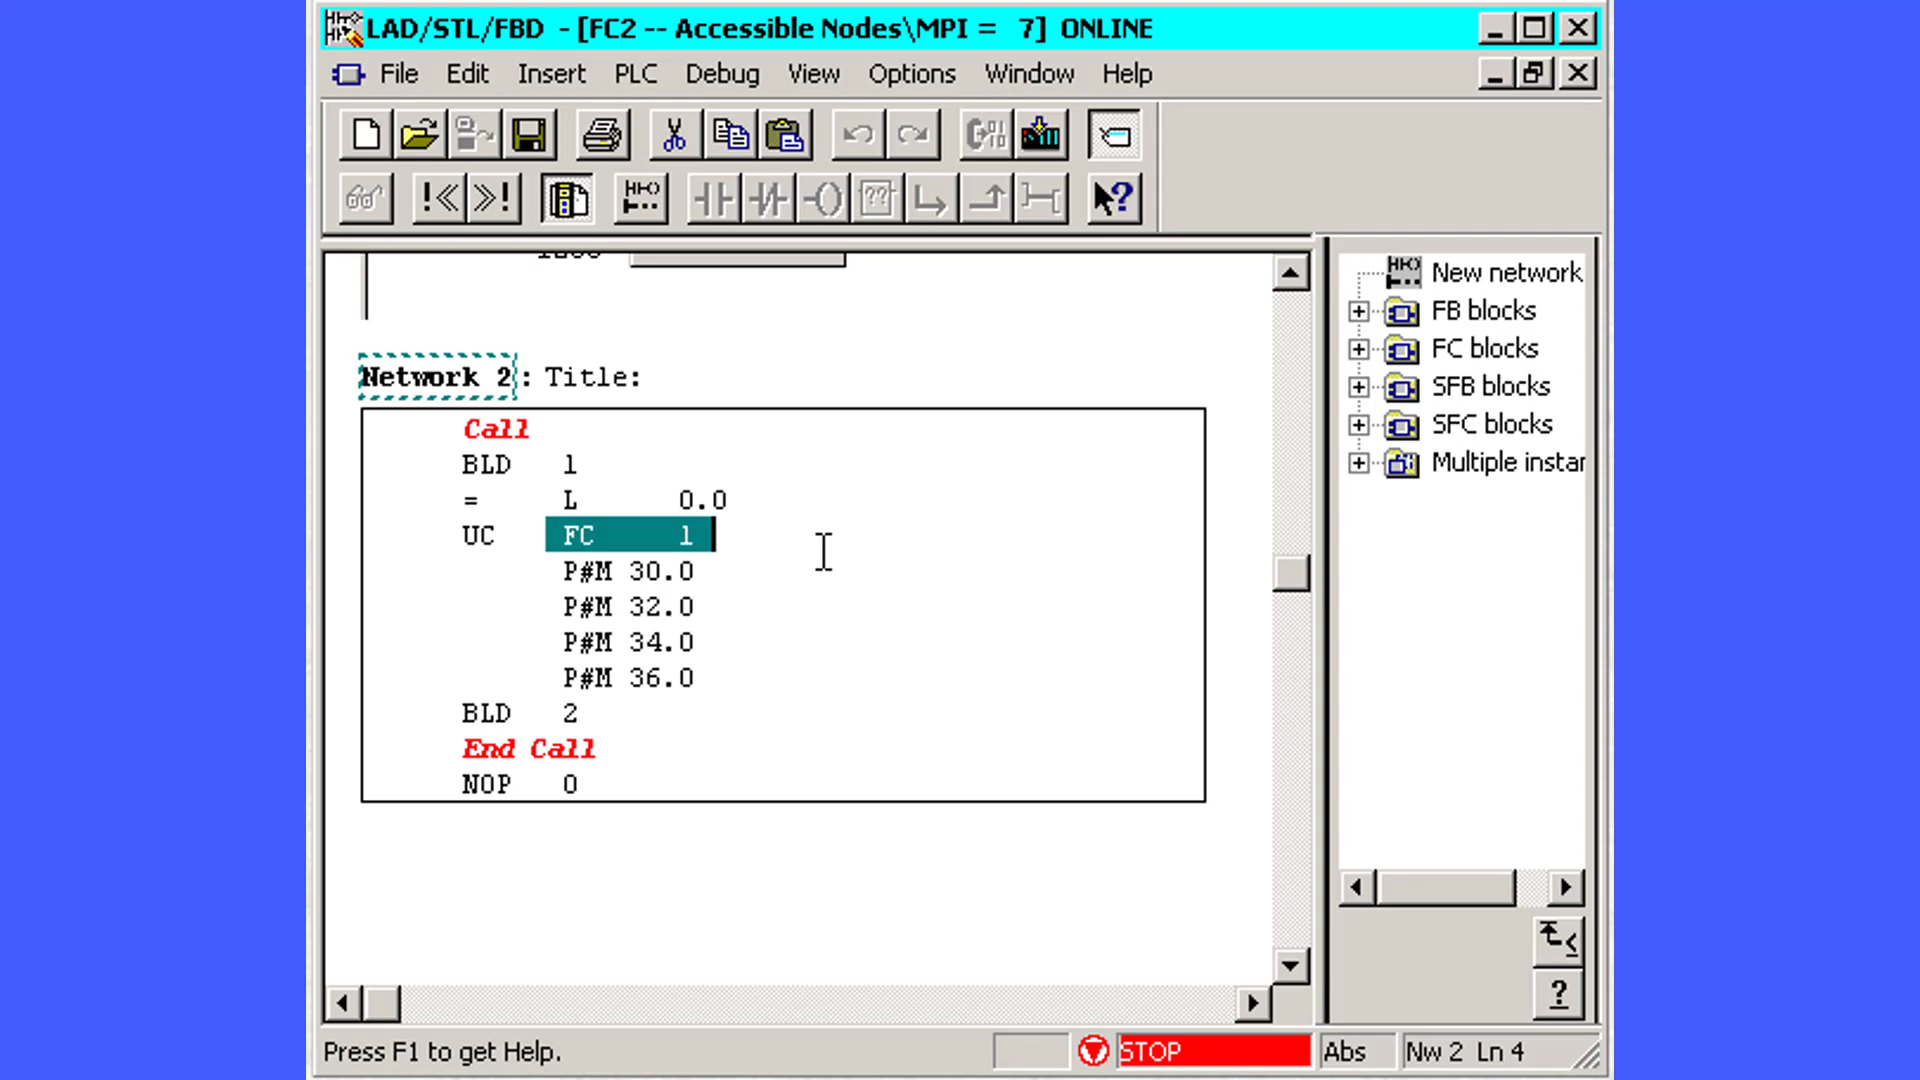 LAD/STL/FBD - [FC2 -- Accessible Nodes\MPI = 7] ONLINE
File Edit Insert PLC Debug View Options Window Help
!<< >>! ?? ?
Network 2: Title:
Call
BLD 1
= L 0.0
UC FC 1
P#M 30.0
P#M 32.0
P#M 34.0
P#M 36.0
BLD 2
End Call
NOP 0
New network
FB blocks
FC blocks
SFB blocks
SFC blocks
Multiple instar
?
Press F1 to get Help.
STOP
Abs
Nw 2 Ln 4